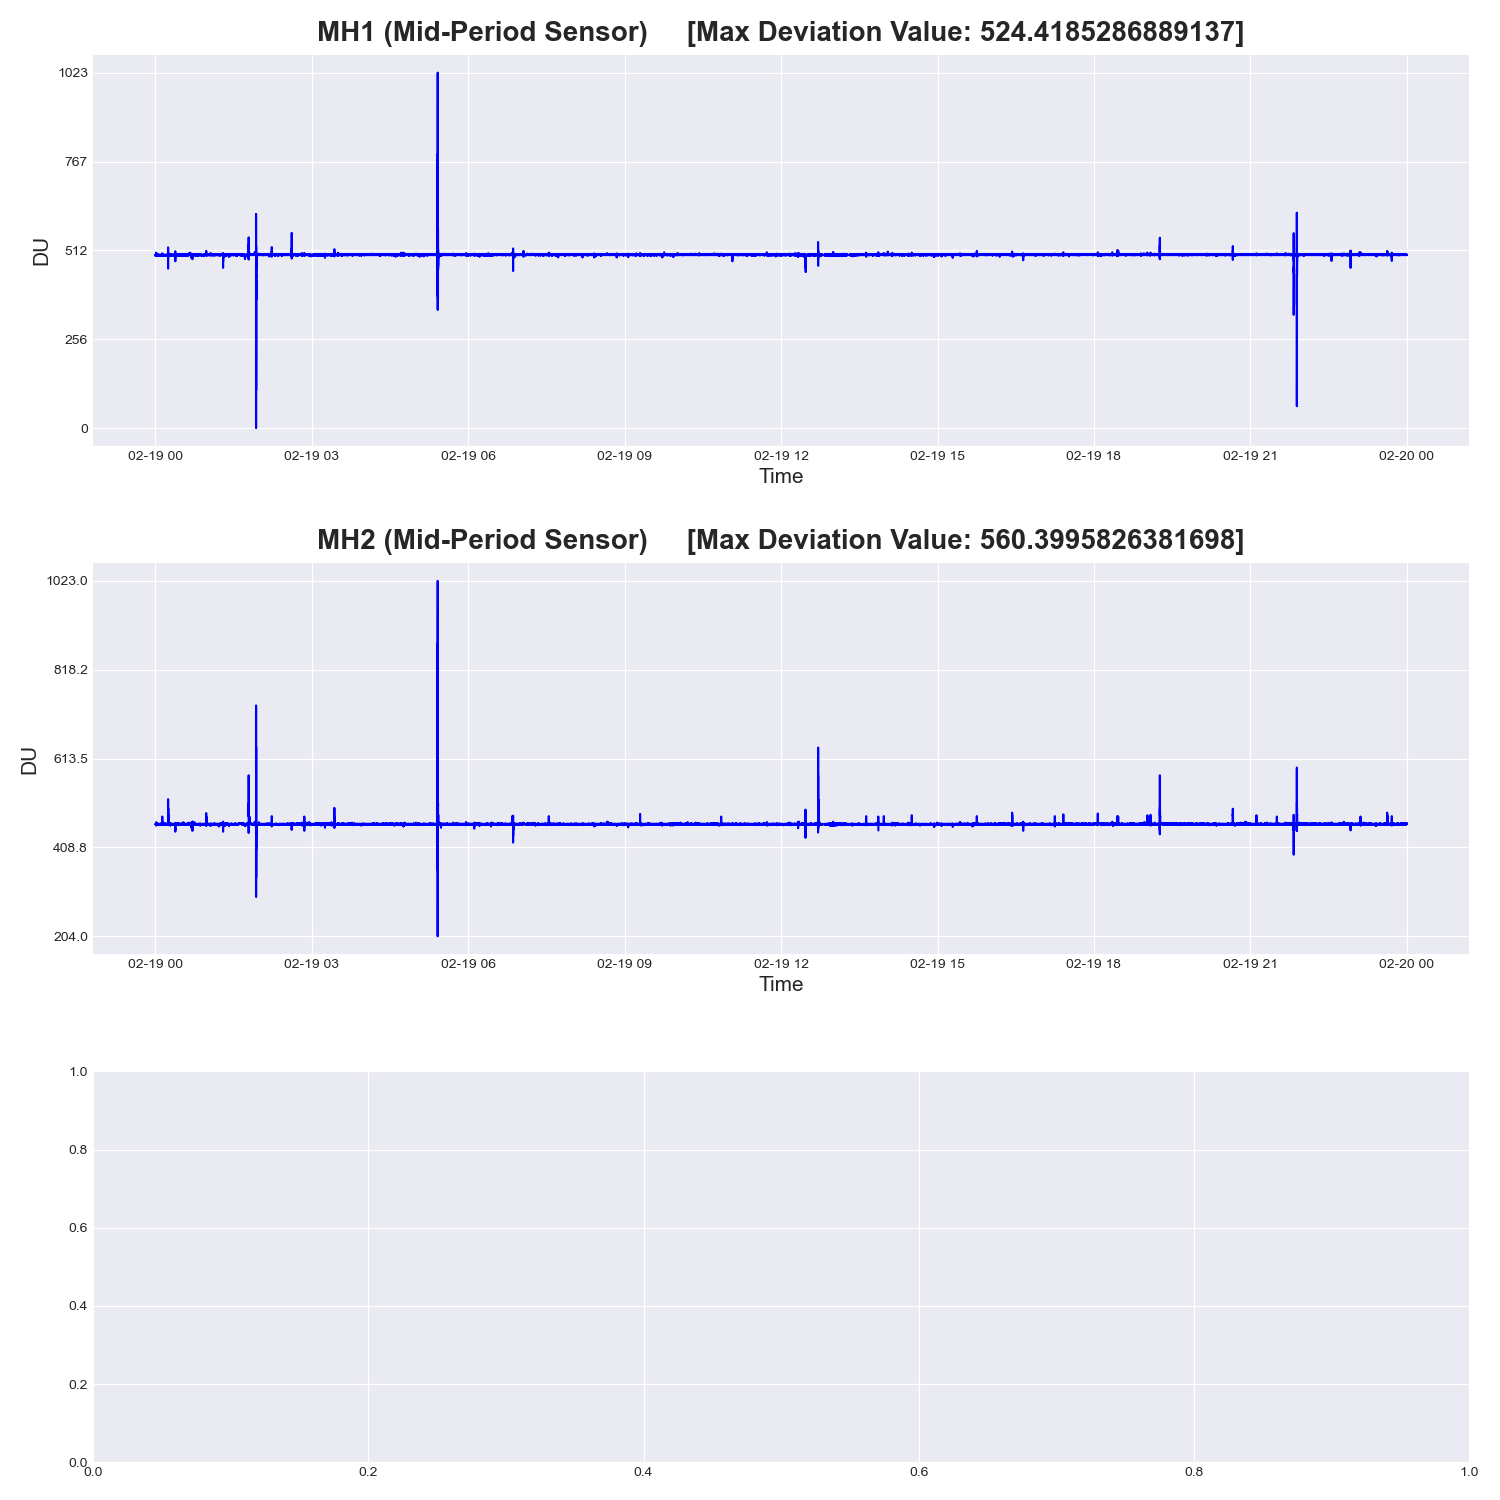 MH1 (Mid-Period Sensor) [Max Deviation Value: 524.4185286889137]
1023
767
512
256
0
DU
02-19 00 02-19 03 02-19 06 02-19 09 02-19 12 02-19 15 02-19 18 02-19 21 02-20 00
Time
MH2 (Mid-Period Sensor) [Max Deviation Value: 560.3995826381698]
1023.0
818.2
613.5
408.8
204.0
DU
02-19 00 02-19 03 02-19 06 02-19 09 02-19 12 02-19 15 02-19 18 02-19 21 02-20 00
Time
1.0
0.8
0.6
0.4
0.2
0.0
0.0 0.2 0.4 0.6 0.8 1.0